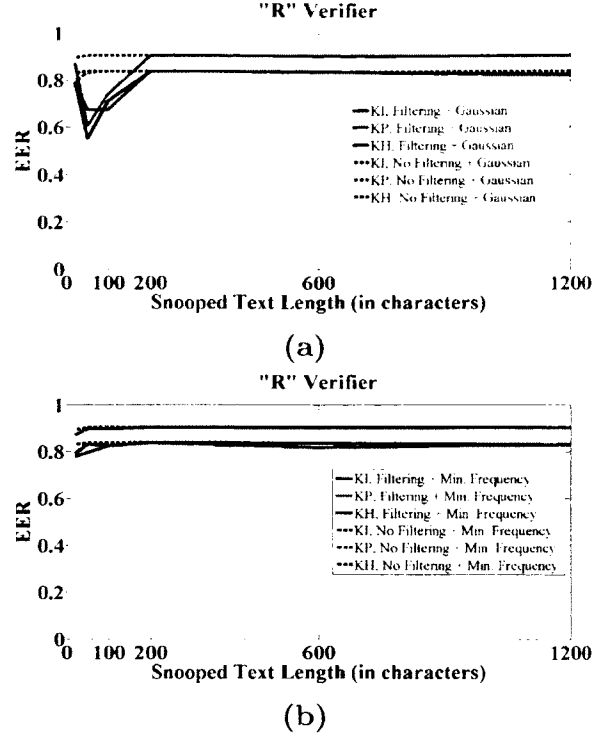 "R" Verifier
1
0.8
0.6
0.4
0.2
0
EER
KI, Filtering + Gaussian
KP, Filtering + Gaussian
KH, Filtering + Gaussian
KI, No Filtering + Gaussian
KP, No Filtering + Gaussian
KH, No Filtering + Gaussian
0 100 200 600 1200
Snooped Text Length (in characters)
(a)
"R" Verifier
1
0.8
0.6
0.4
0.2
0
EER
KI, Filtering + Min. Frequency
KP, Filtering + Min. Frequency
KH, Filtering + Min. Frequency
KI, No Filtering + Min. Frequency
KP, No Filtering + Min. Frequency
KH, No Filtering + Min. Frequency
0 100 200 600 1200
Snooped Text Length (in characters)
(b)